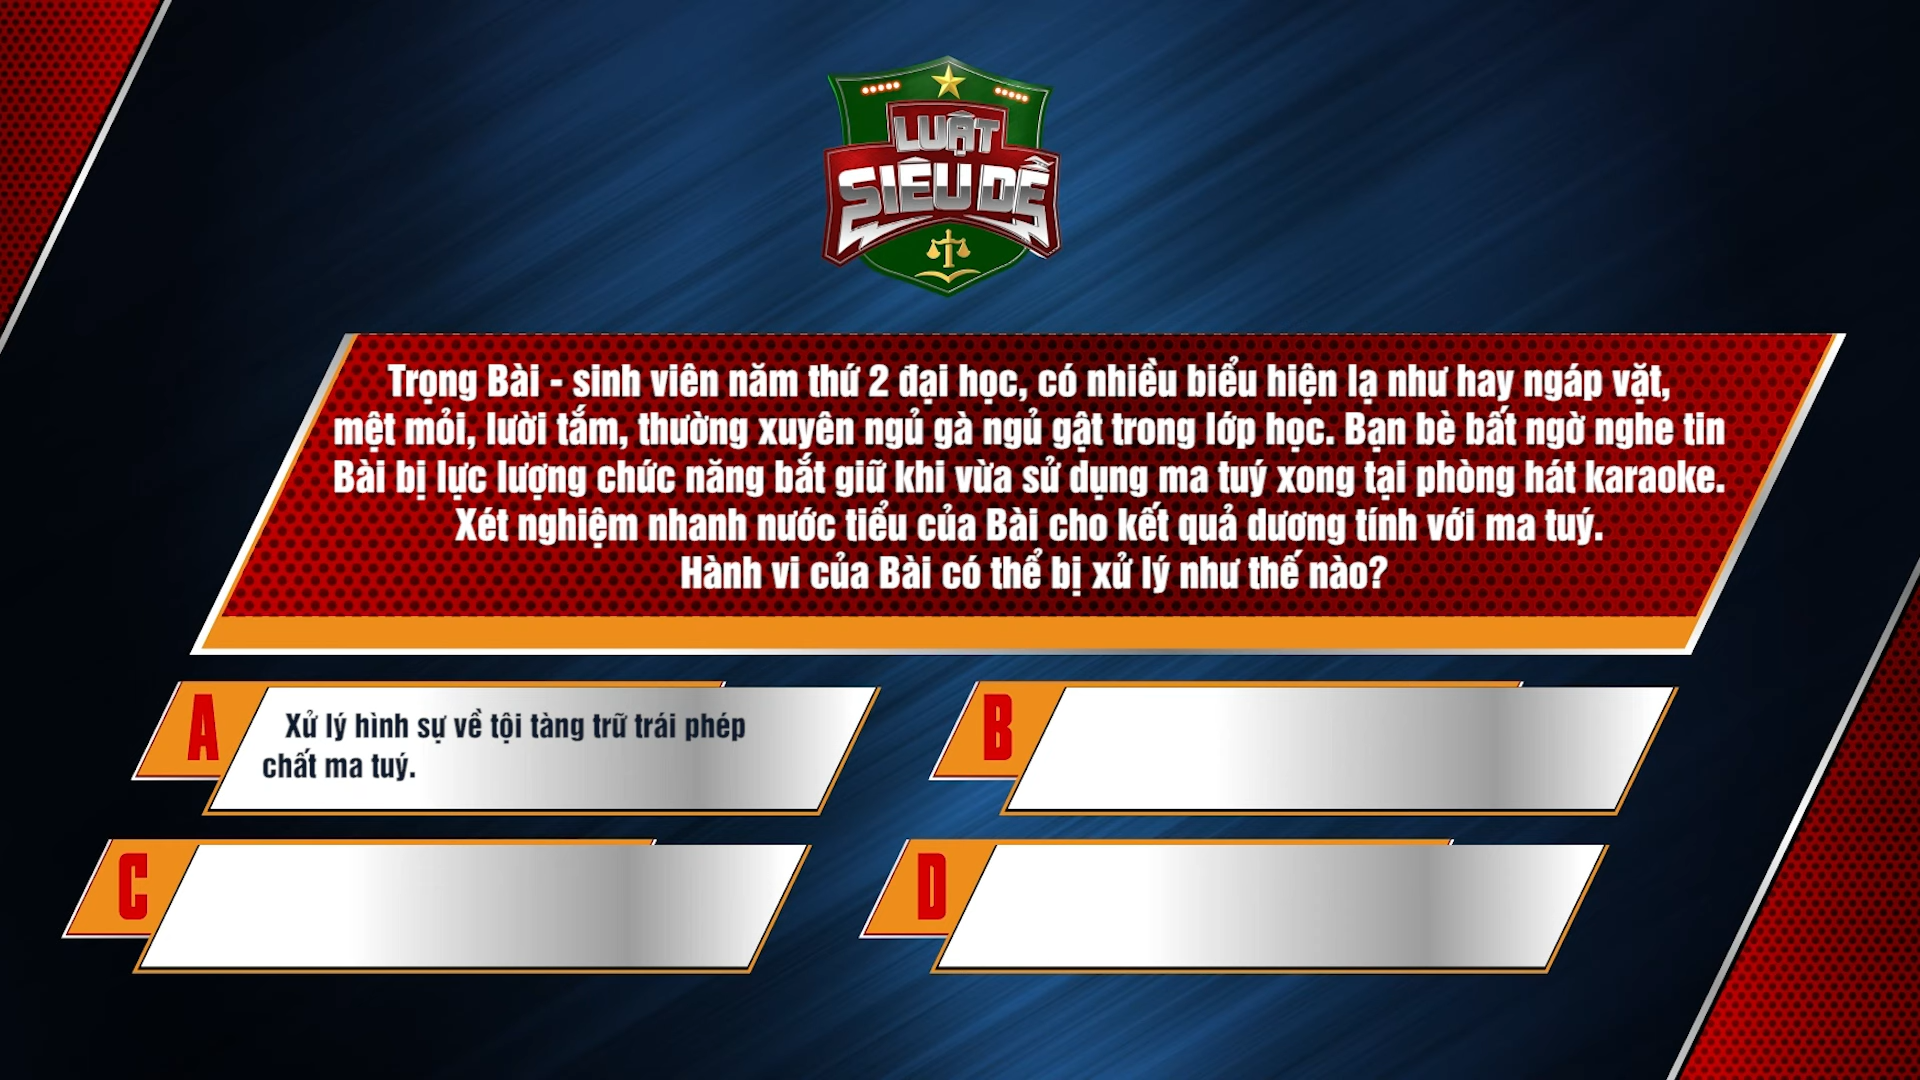 LUẬT
SIÊU DỄ
Trọng Bài - sinh viên năm thứ 2 đại học, có nhiều biểu hiện lạ như hay ngáp vặt,
mệt mỏi, lười tắm, thường xuyên ngủ gà ngủ gật trong lớp học. Bạn bè bất ngờ nghe tin
Bài bị lực lượng chức năng bắt giữ khi vừa sử dụng ma tuý xong tại phòng hát karaoke.
Xét nghiệm nhanh nước tiểu của Bài cho kết quả dương tính với ma tuý.
Hành vi của Bài có thể bị xử lý như thế nào?
A
Xử lý hình sự về tội tàng trữ trái phép
chất ma tuý.
B
C
D